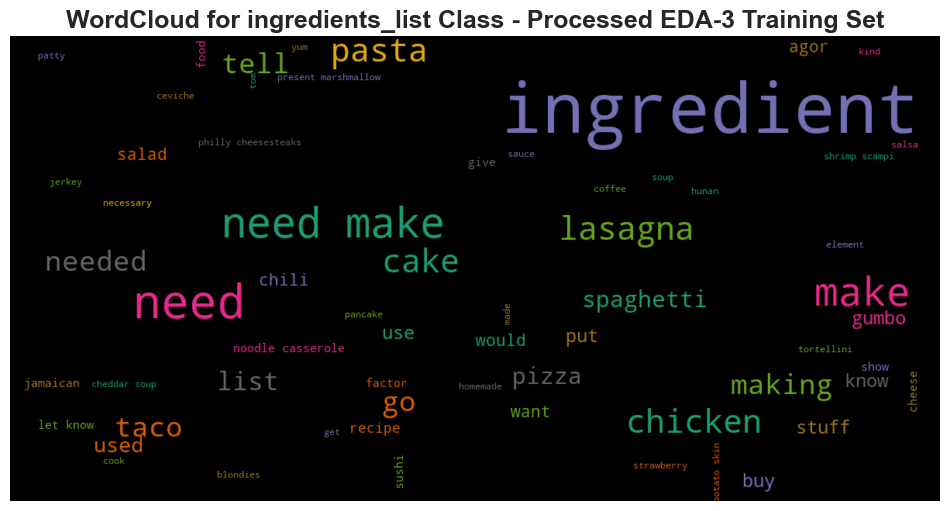 WordCloud for ingredients_list Class - Processed EDA-3 Training Set
patty
food
yum
tell
pasta
agor
kind
tom
present marshmallow
ceviche
ingredient
philly cheesesteaks
salad
give
sauce
salsa
shrimp scampi
jerkey
coffee
soup
hunan
necessary
need make
lasagna
element
needed
cake
chili
need
spaghetti
make
gumbo
pancake
made
use
would
put
noodle casserole
tortellini
show
jamaican
cheddar soup
list
factor
homemade
pizza
making
know
cheese
go
let know
taco
used
get
recipe
want
chicken
stuff
cook
blondies
sushi
strawberry
potato skin
buy